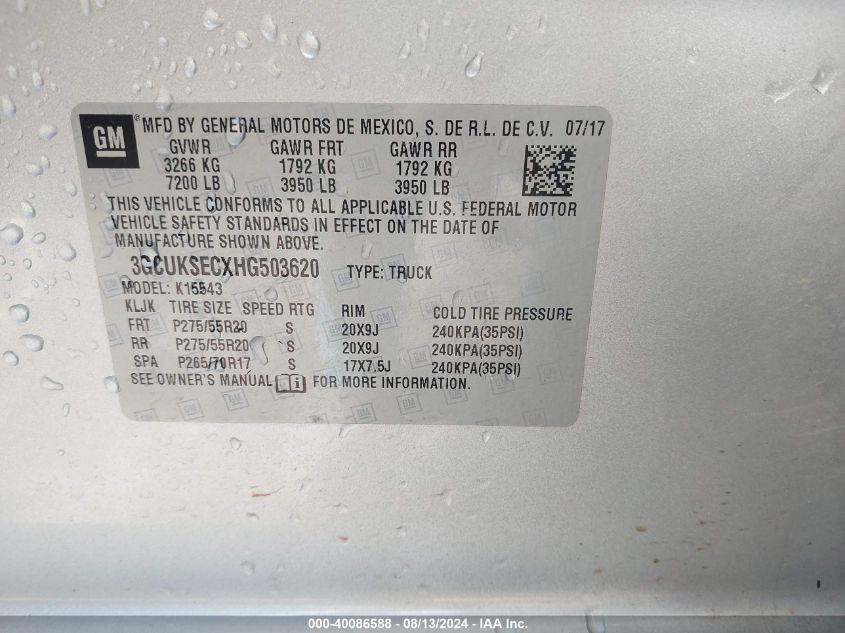 GM ® MFD BY GENERAL MOTORS DE MEXICO, S. DE R.L. DE C.V. 07/17
GVWR GAWR FRT GAWR RR
3266 KG 1792 KG 1792 KG
7200 LB 3950 LB 3950 LB
THIS VEHICLE CONFORMS TO ALL APPLICABLE U.S. FEDERAL MOTOR
VEHICLE SAFETY STANDARDS IN EFFECT ON THE DATE OF
MANUFACTURE SHOWN ABOVE.
3GCUKSECXHG503620 TYPE: TRUCK
MODEL: K15543
KLJK TIRE SIZE SPEED RTG RIM COLD TIRE PRESSURE
FRT P275/55R20 S 20X9J 240KPA(35PSI)
RR P275/55R20 S 20X9J 240KPA(35PSI)
SPA P265/70R17 S 17X7.5J 240KPA(35PSI)
SEE OWNER'S MANUAL i FOR MORE INFORMATION.
000-40086588 - 08/13/2024 - IAAI Inc.